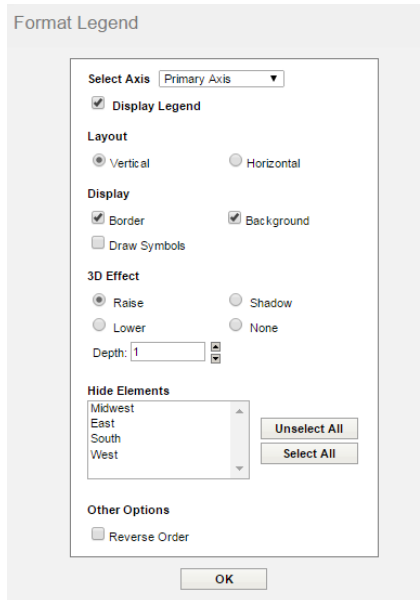 Format Legend
Select Axis Primary Axis
Display Legend
Layout
Vertical Horizontal
Display
Border Background
Draw Symbols
3D Effect
Raise Shadow
Lower None
Depth: 1
Hide Elements
Midwest
East
South
West
Unselect All
Select All
Other Options
Reverse Order
OK